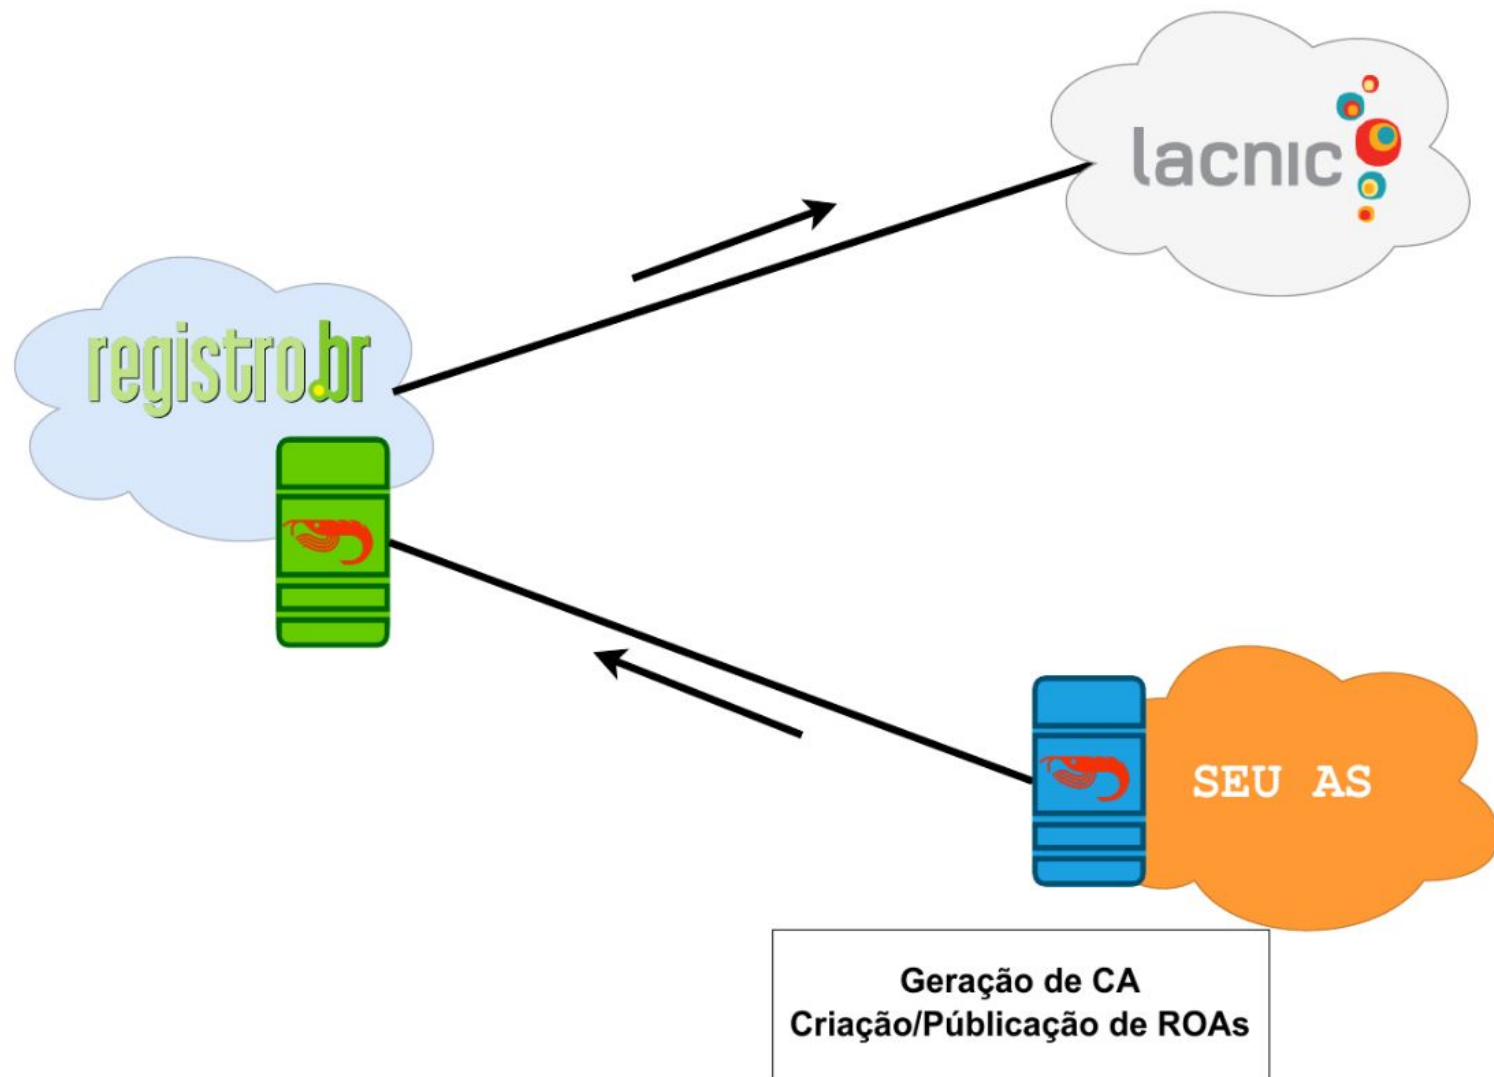 lacnic
registro.br
SEU AS
Geração de CA
Criação/Públicação de ROAs